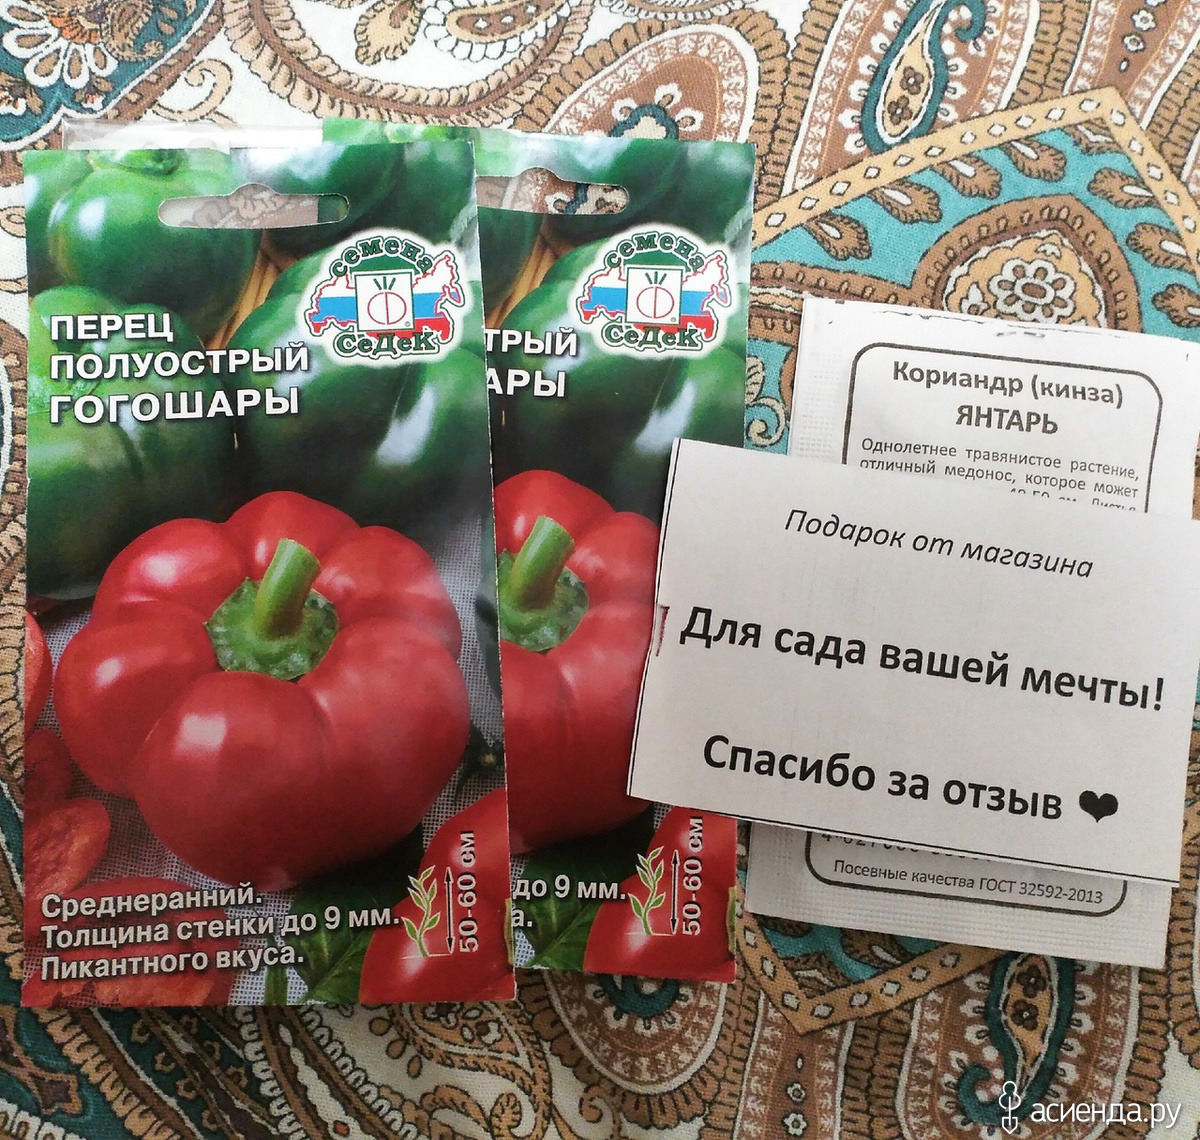 семена
СеДеК
ПЕРЕЦ
ПОЛУОСТРЫЙ
ГОГОШАРЫ
Среднеранний.
Толщина стенки до 9 мм.
Пикантного вкуса.
50-60 см
семена
СеДеК
ТРЫЙ
АРЫ
до 9 мм.
а.
50-60 см
Кориандр (кинза)
ЯНТАРЬ
Однолетнее травянистое растение,
отличный медонос, которое может
Подарок от магазина
Для сада вашей мечты!
Спасибо за отзыв ❤
Посевные качества ГОСТ 32592-2013
асиенда.ру